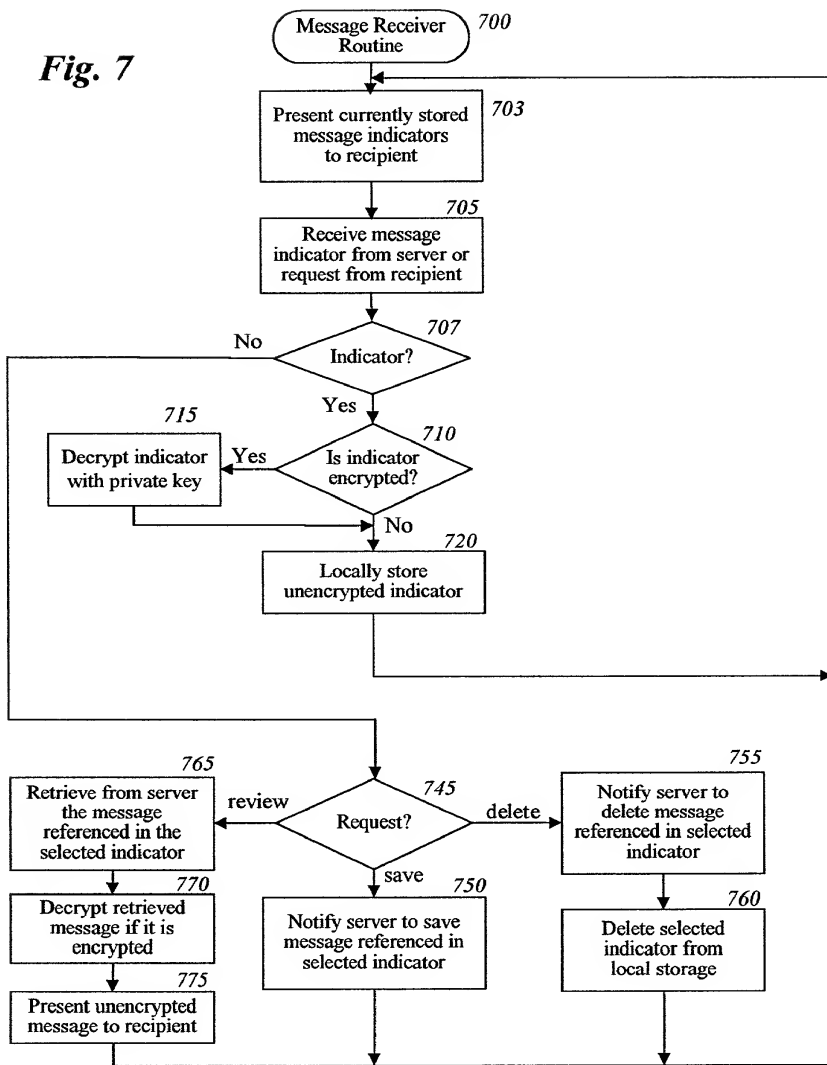 Fig. 7
Message Receiver
Routine
700
Present currently stored
message indicators
to recipient
703
705
Receive message
indicator from server or
request from recipient
707
No
Indicator?
Yes
715
710
Decrypt indicator
with private key
Yes
Is indicator
encrypted?
No
720
Locally store
unencrypted indicator
765
Retrieve from server
the message
referenced in the
selected indicator
review
745
Request?
delete
755
Notify server to
delete message
referenced in selected
indicator
save
770
Decrypt retrieved
message if it is
encrypted
750
Notify server to save
message referenced in
selected indicator
760
Delete selected
indicator from
local storage
775
Present unencrypted
message to recipient